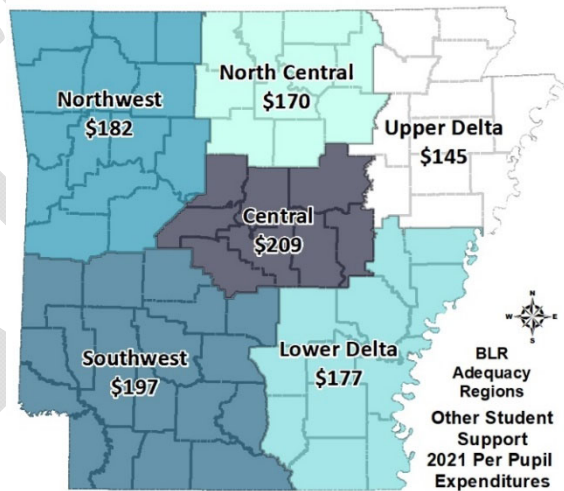 North Central
$170
Northwest
$182
Upper Delta
$145
Central
$209
N
W E
S
Lower Delta
$177
Southwest
$197
BLR
Adequacy
Regions
Other Student
Support
2021 Per Pupil
Expenditures